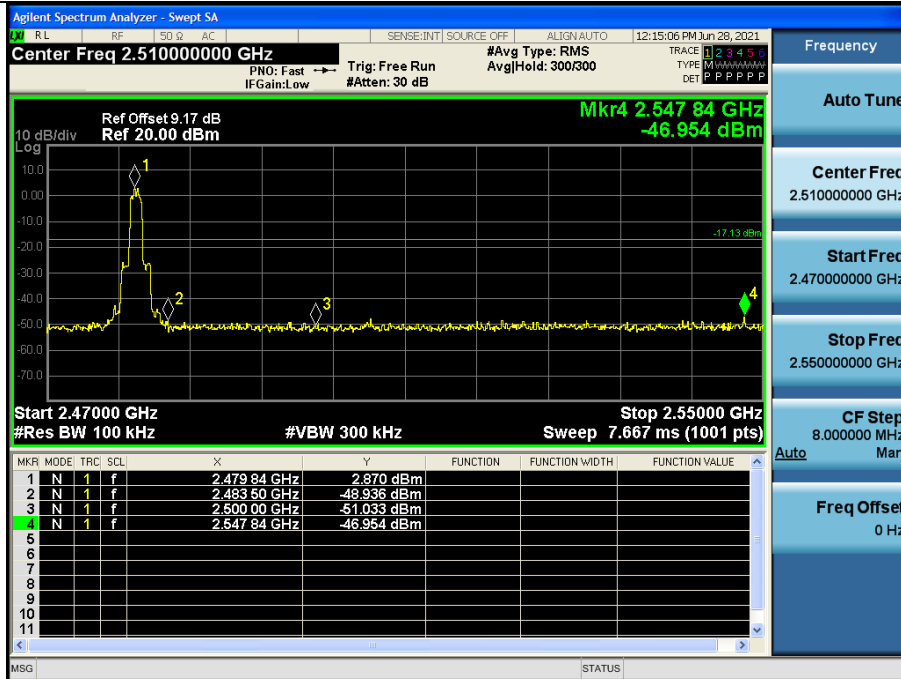 Agilent Spectrum Analyzer - Swept SA
LXI RL RF 50 Ω AC SENSE:INT SOURCE OFF ALIGN AUTO 12:15:06 PM Jun 28, 2021
Center Freq 2.510000000 GHz
PNO: Fast
IFGain:Low
Trig: Free Run
#Atten: 30 dB
#Avg Type: RMS
Avg|Hold: 300/300
TRACE 1 2 3 4 5 6
TYPE M WWWWW
DET P P P P P P
Mkr4 2.547 84 GHz
-46.954 dBm
Ref Offset 9.17 dB
10 dB/div Ref 20.00 dBm
Log
10.0
0.00
-10.0
-20.0
-30.0
-40.0
-50.0
-60.0
-70.0
1
2
3
4
-17.13 dBm
Start 2.47000 GHz Stop 2.55000 GHz
#Res BW 100 kHz #VBW 300 kHz Sweep 7.667 ms (1001 pts)
MKR MODE TRC SCL X Y FUNCTION FUNCTION WIDTH FUNCTION VALUE
1 N 1 f 2.479 84 GHz 2.870 dBm
2 N 1 f 2.483 50 GHz -48.936 dBm
3 N 1 f 2.500 00 GHz -51.033 dBm
4 N 1 f 2.547 84 GHz -46.954 dBm
5
6
7
8
9
10
11
MSG STATUS
Frequency
Auto Tune
Center Freq
2.510000000 GHz
Start Freq
2.470000000 GHz
Stop Freq
2.550000000 GHz
CF Step
8.000000 MHz
Auto Man
Freq Offset
0 Hz